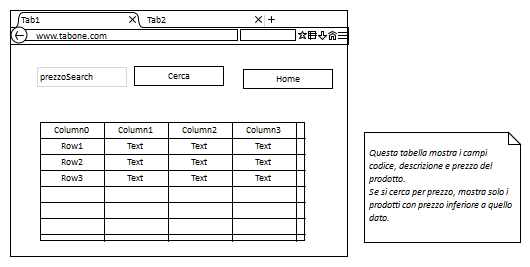 Tab1 Tab2
www.tabone.com
prezzoSearch Cerca Home
Column0 Column1 Column2 Column3
Row1 Text Text Text
Row2 Text Text Text
Row3 Text Text Text
Questa tabella mostra i campi
codice, descrizione e prezzo del
prodotto.
Se si cerca per prezzo, mostra solo i
prodotti con prezzo inferiore a quello
dato.